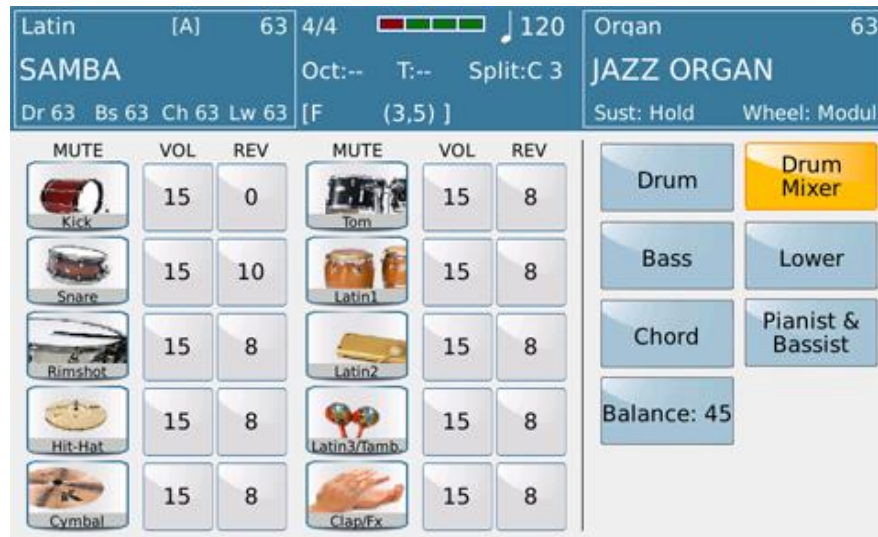 Latin [A] 63
SAMBA
Dr 63 Bs 63 Ch 63 Lw 63
4/4 120
Oct:-- T:-- Split:C 3
[F (3,5) ]
Organ 63
JAZZ ORGAN
Sust: Hold Wheel: Modul
MUTE VOL REV MUTE VOL REV
Kick 15 0 Tom 15 8
Snare 15 10 Latin1 15 8
Rimshot 15 8 Latin2 15 8
Hit-Hat 15 8 Latin3/Tamb. 15 8
Cymbal 15 8 Clap/Fx 15 8
Drum
Drum
Mixer
Bass
Lower
Chord
Pianist &
Bassist
Balance: 45